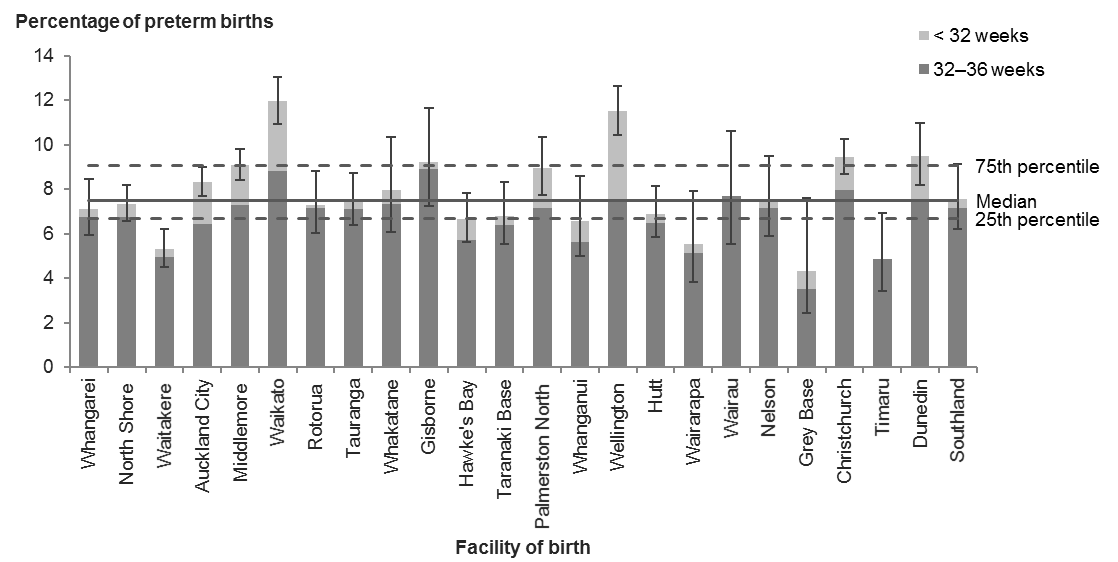 Percentage of preterm births
< 32 weeks
32–36 weeks
14
12
10
8
6
4
2
0
75th percentile
Median
25th percentile
Whangarei
North Shore
Waitakere
Auckland City
Middlemore
Waikato
Rotorua
Tauranga
Whakatane
Gisborne
Hawke's Bay
Taranaki Base
Palmerston North
Whanganui
Wellington
Hutt
Wairarapa
Wairau
Nelson
Grey Base
Christchurch
Timaru
Dunedin
Southland
Facility of birth